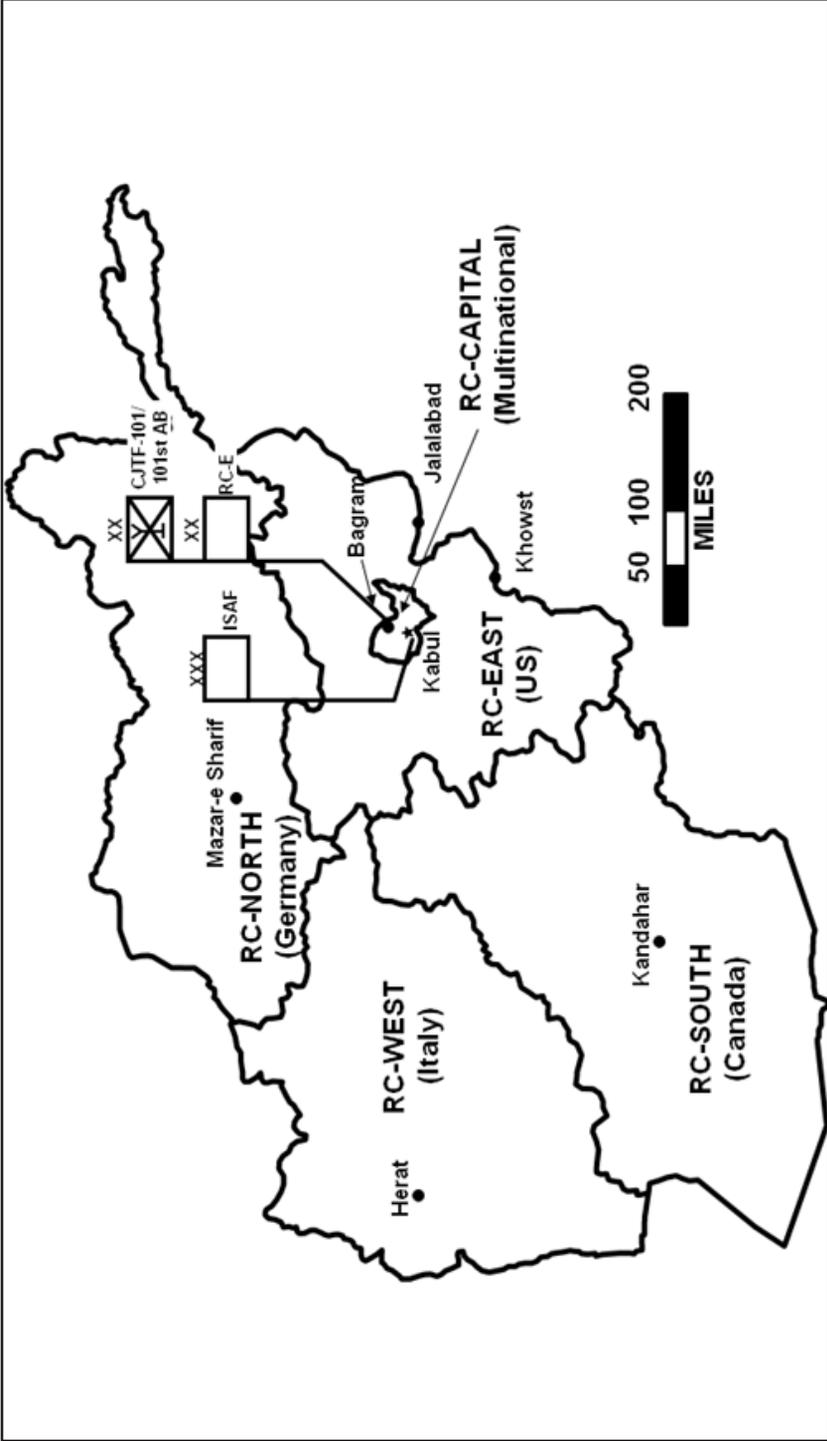 XX
CJTF-101/
101st AB
XX
RC-E
XXX
ISAF
Mazar-e Sharif
RC-NORTH
(Germany)
Bagram
Jalalabad
RC-CAPITAL
(Multinational)
Kabul
Khowst
RC-EAST
(US)
RC-WEST
(Italy)
Herat
Kandahar
RC-SOUTH
(Canada)
50 100 200
MILES